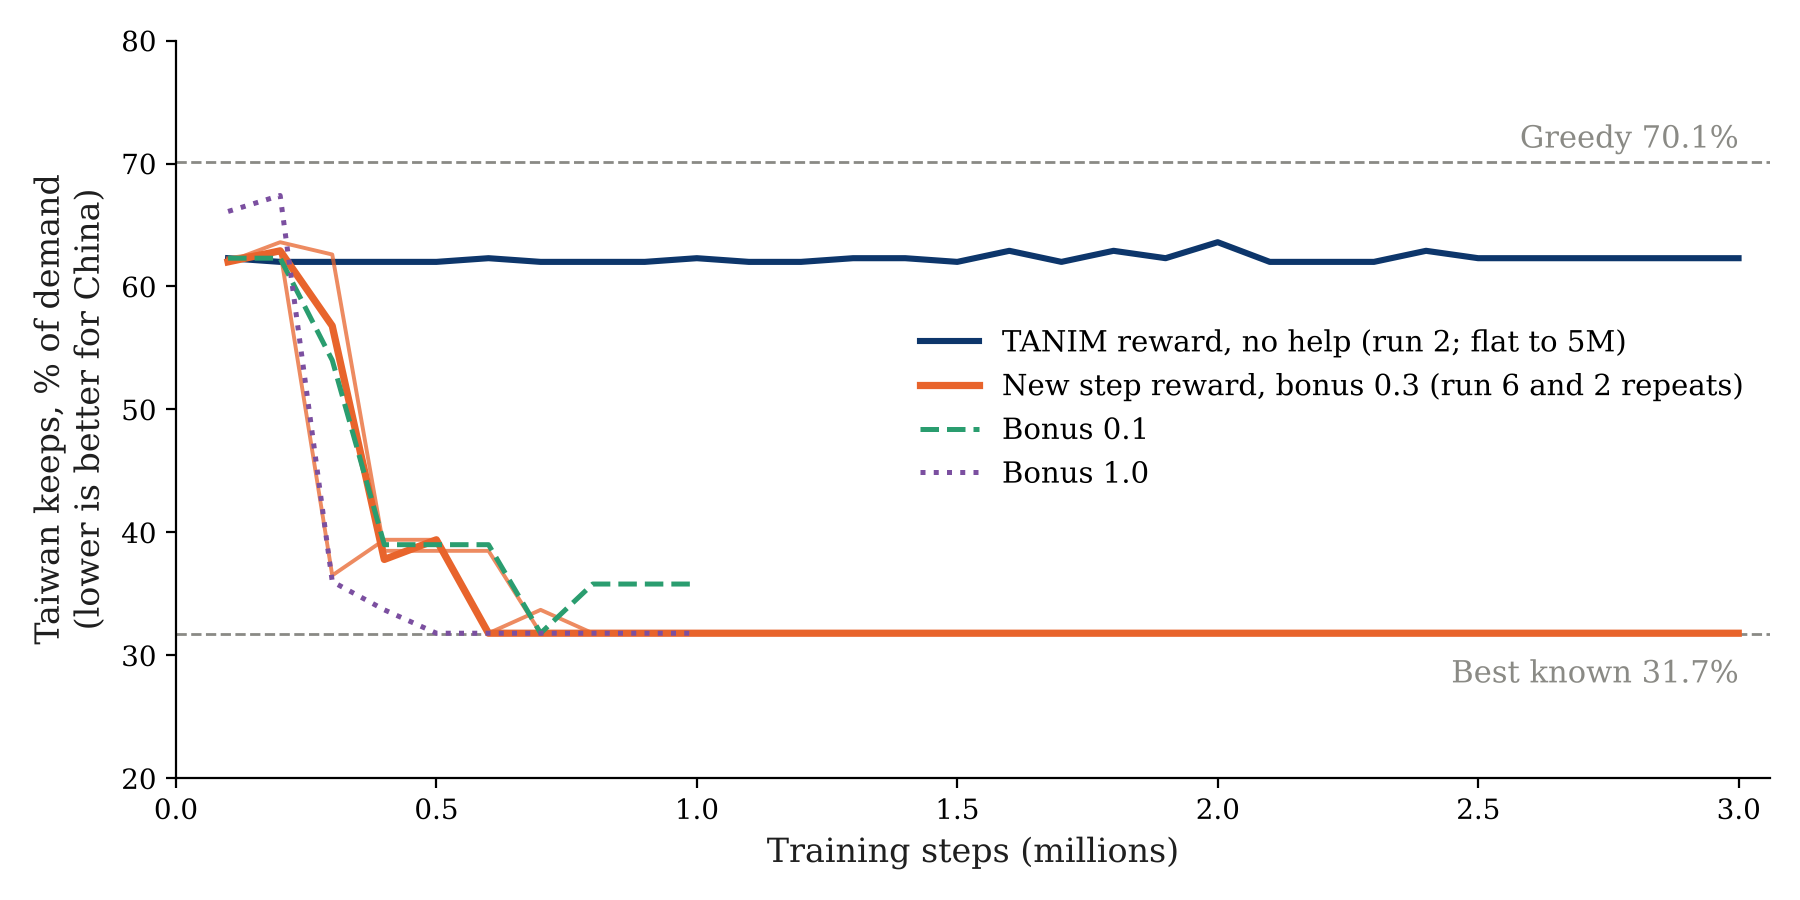 80
70
60
50
40
30
20
Taiwan keeps, % of demand
(lower is better for China)
Greedy 70.1%
TANIM reward, no help (run 2; flat to 5M)
New step reward, bonus 0.3 (run 6 and 2 repeats)
Bonus 0.1
Bonus 1.0
Best known 31.7%
0.0 0.5 1.0 1.5 2.0 2.5 3.0
Training steps (millions)